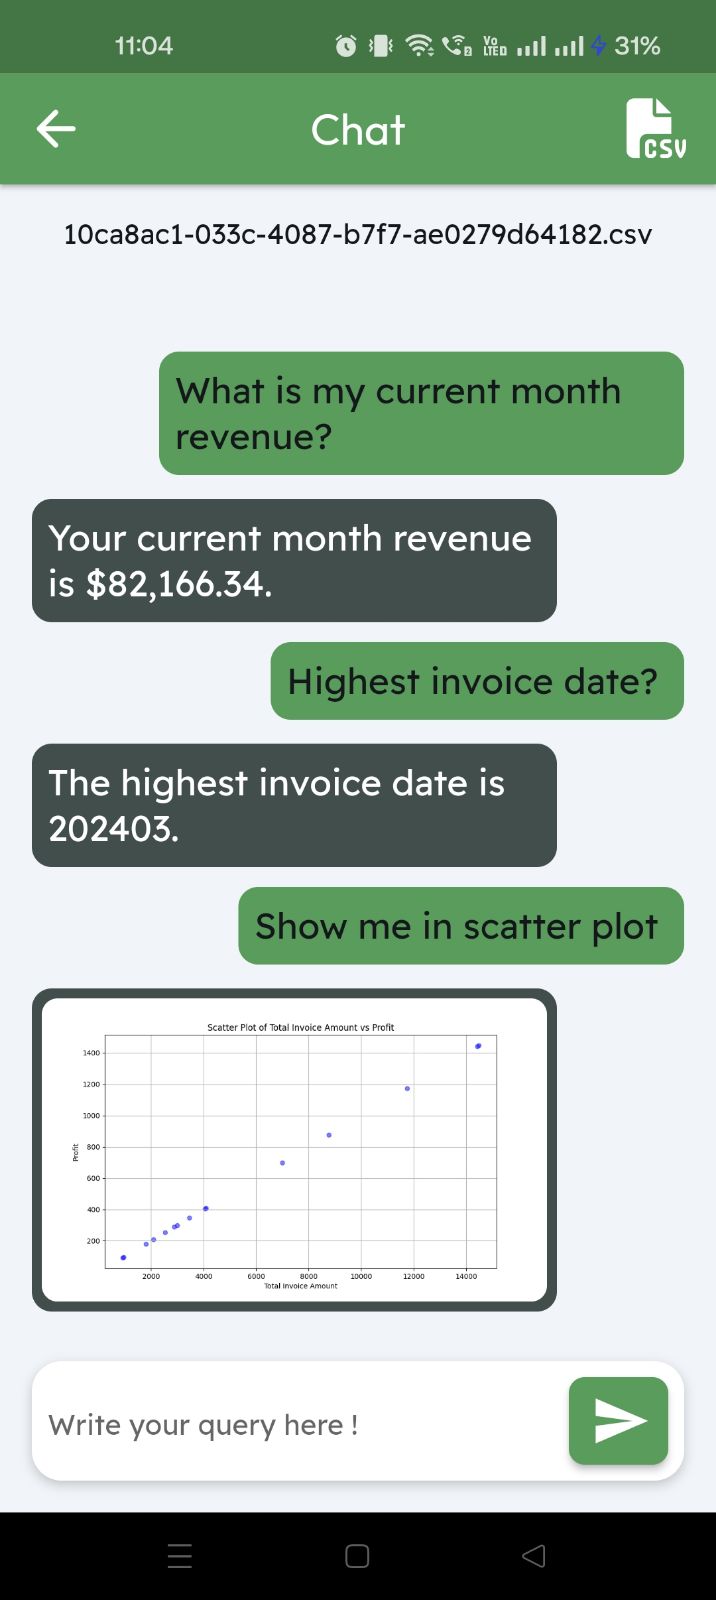 11:04
Vo
LTED
2
31%
Chat
CSV
10ca8ac1-033c-4087-b7f7-ae0279d64182.csv
What is my current month
revenue?
Your current month revenue
is $82,166.34.
Highest invoice date?
The highest invoice date is
202403.
Show me in scatter plot
Scatter Plot of Total Invoice Amount vs Profit
1400
1200
1000
800
600
400
200
Profit
2000 4000 6000 8000 10000 12000 14000
Total Invoice Amount
Write your query here !